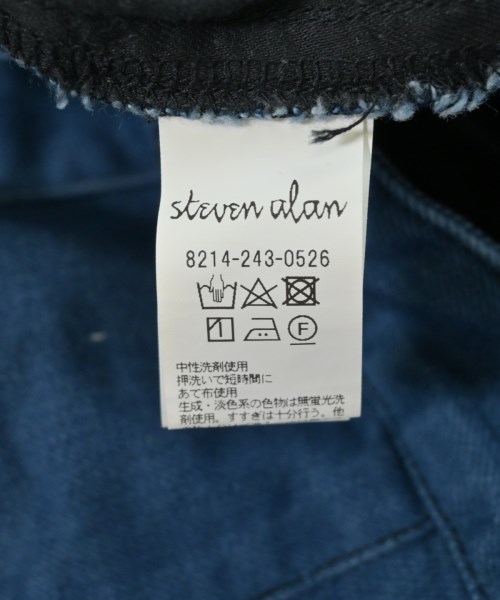 steven alan
8214-243-0526
F
中性洗剤使用
押洗いで短時間に
あて布使用
生成・淡色系の色物は無蛍光洗
剤使用。すすぎは十分行う。他